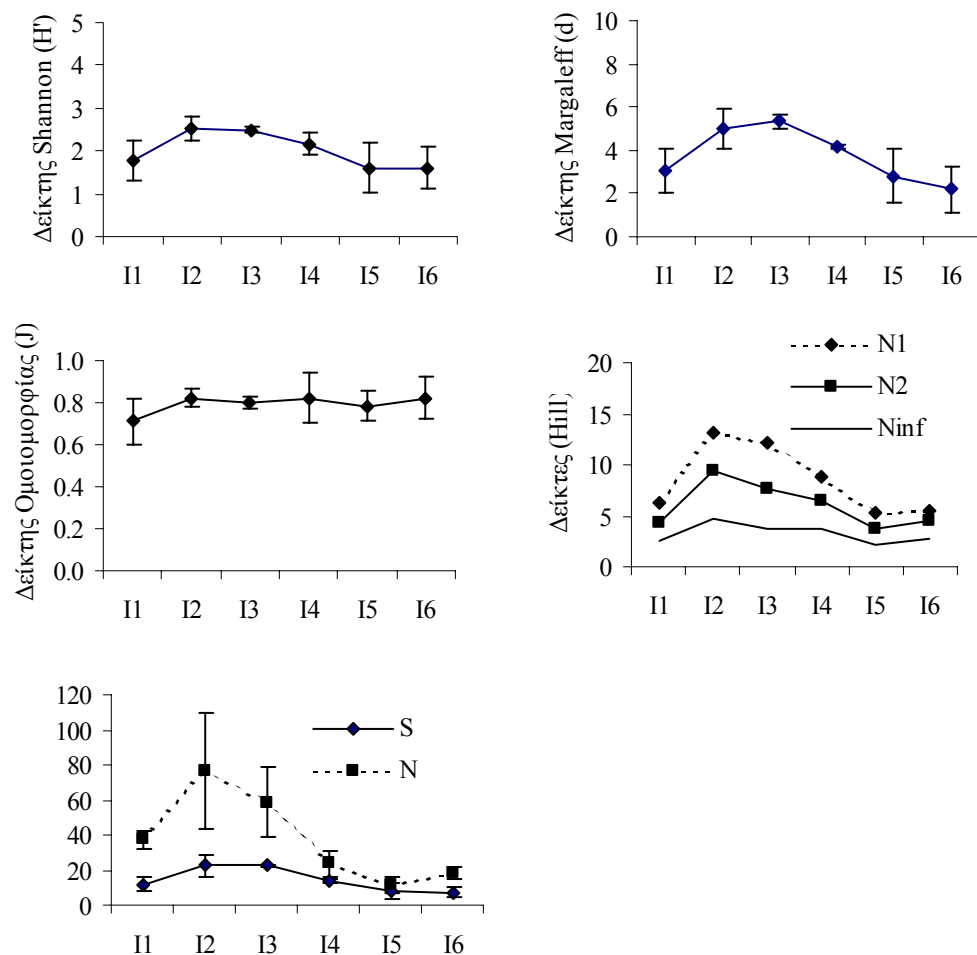 Δείκτης Shannon (H')
5
4
3
2
1
0
I1 I2 I3 I4 I5 I6
Δείκτης Margaleff (d)
10
8
6
4
2
0
I1 I2 I3 I4 I5 I6
Δείκτης Ομοιομορφίας (J)
1.0
0.8
0.6
0.4
0.2
0.0
I1 I2 I3 I4 I5 I6
N1
N2
Ninf
Δείκτες (Hill)
20
15
10
5
0
I1 I2 I3 I4 I5 I6
120
100
80
60
40
20
0
S
N
I1 I2 I3 I4 I5 I6